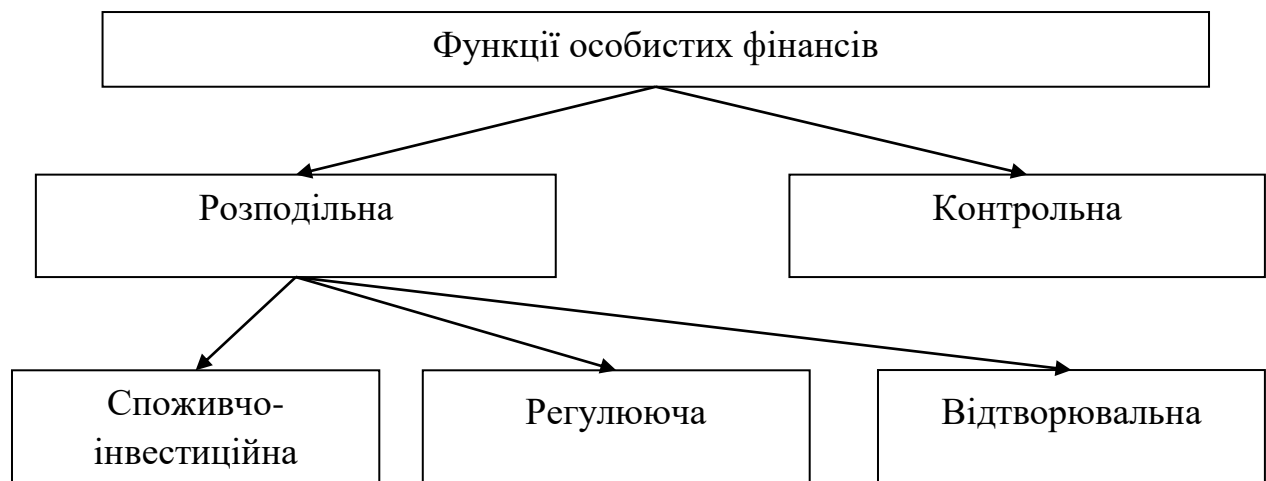 Функції особистих фінансів
Розподільна
Контрольна
Споживчо-
інвестиційна
Регулююча
Відтворювальна